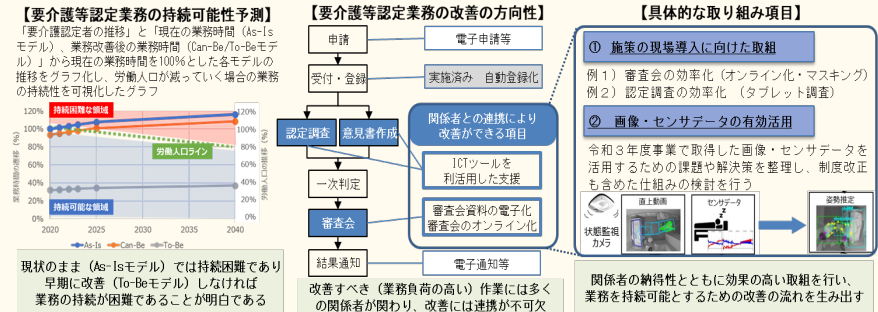 【要介護等認定業務の持続可能性予測】
「要介護等認定者の推移」と「現在の業務時間（As-Is
モデル）、業務改善後の業務時間（Can-Be/To-Beモデ
ル）」から現在の業務時間を100％とした各モデルの
推移をグラフ化し、労働人口が減っていく場合の業務
の持続性を可視化したグラフ
業務時間の推移（％）
120%
100%
80%
60%
40%
20%
0%
持続困難な領域
労働人口ライン
持続可能な領域
120%
100%
80%
60%
40%
20%
0%
労働人口の推移（％）
2020
2025
2030
2035
2040
As-Is
Can-Be
To-Be
現状のまま（As-Isモデル）では持続困難であり
早期に改善（To-Beモデル）しなければ
業務の持続が困難であることが明白である
【要介護等認定業務の改善の方向性】
申請
電子申請等
受付・登録
実施済み　自動登録化
関係者との連携により
改善ができる項目
認定調査
意見書作成
ICTツールを
利活用した支援
一次判定
審査会
審査会資料の電子化
審査会のオンライン化
結果通知
電子通知等
改善すべき（業務負荷の高い）作業には多く
の関係者が関わり、改善には連携が不可欠
【具体的な取り組み項目】
①　施策の現場導入に向けた取組
例１）審査会の効率化（オンライン化・マスキング）
例２）認定調査の効率化　（タブレット調査）
②　画像・センサデータの有効活用
令和３年度事業で取得した画像・センサデータを
活用するための課題や解決策を整理し、制度改正
も含めた仕組みの検討を行う
状態監視
カメラ
直上動画
センサデータ
姿勢推定
関係者の納得性とともに効果の高い取組を行い、
業務を持続可能とするための改善の流れを生み出す